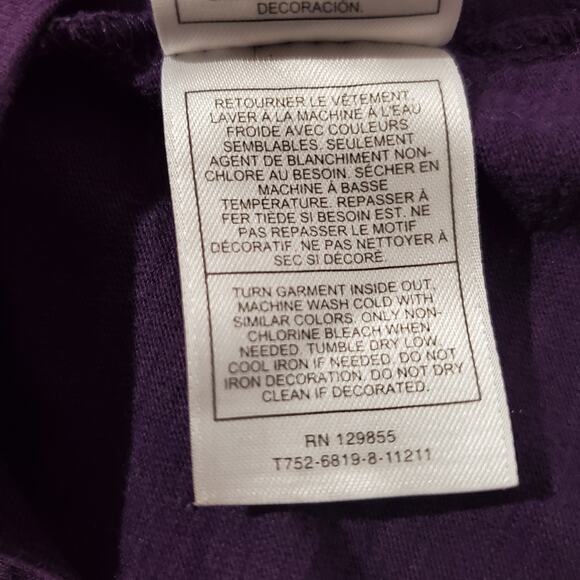 DECORACIÓN.
RETOURNER LE VÊTEMENT.
LAVER À LA MACHINE À L'EAU
FROIDE AVEC COULEURS
SEMBLABLES. SEULEMENT
AGENT DE BLANCHIMENT NON-
CHLORE AU BESOIN. SÉCHER EN
MACHINE À BASSE
TEMPÉRATURE. REPASSER À
FER TIÈDE SI BESOIN EST. NE
PAS REPASSER LE MOTIF
DÉCORATIF. NE PAS NETTOYER À
SEC SI DÉCORÉ.
TURN GARMENT INSIDE OUT.
MACHINE WASH COLD WITH
SIMILAR COLORS. ONLY NON-
CHLORINE BLEACH WHEN
NEEDED. TUMBLE DRY LOW.
COOL IRON IF NEEDED. DO NOT
IRON DECORATION. DO NOT DRY
CLEAN IF DECORATED.
RN 129855
T752-6819-8-11211